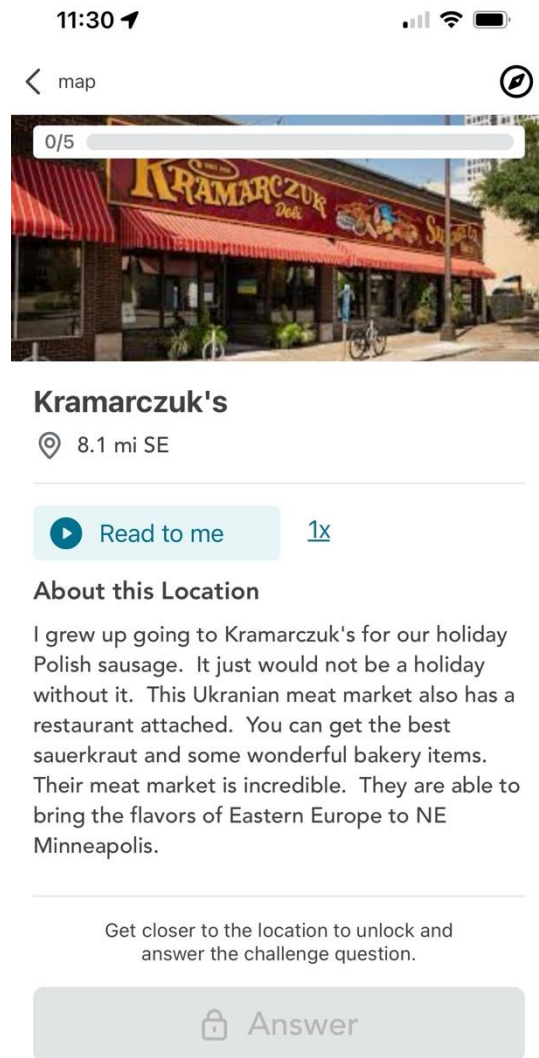 11:30
map
0/5
KRAMARCZUK
Deli
Kramarczuk's
8.1 mi SE
Read to me 1x
About this Location
I grew up going to Kramarczuk's for our holiday
Polish sausage.  It just would not be a holiday
without it.  This Ukranian meat market also has a
restaurant attached.  You can get the best
sauerkraut and some wonderful bakery items.
Their meat market is incredible.  They are able to
bring the flavors of Eastern Europe to NE
Minneapolis.
Get closer to the location to unlock and
answer the challenge question.
Answer